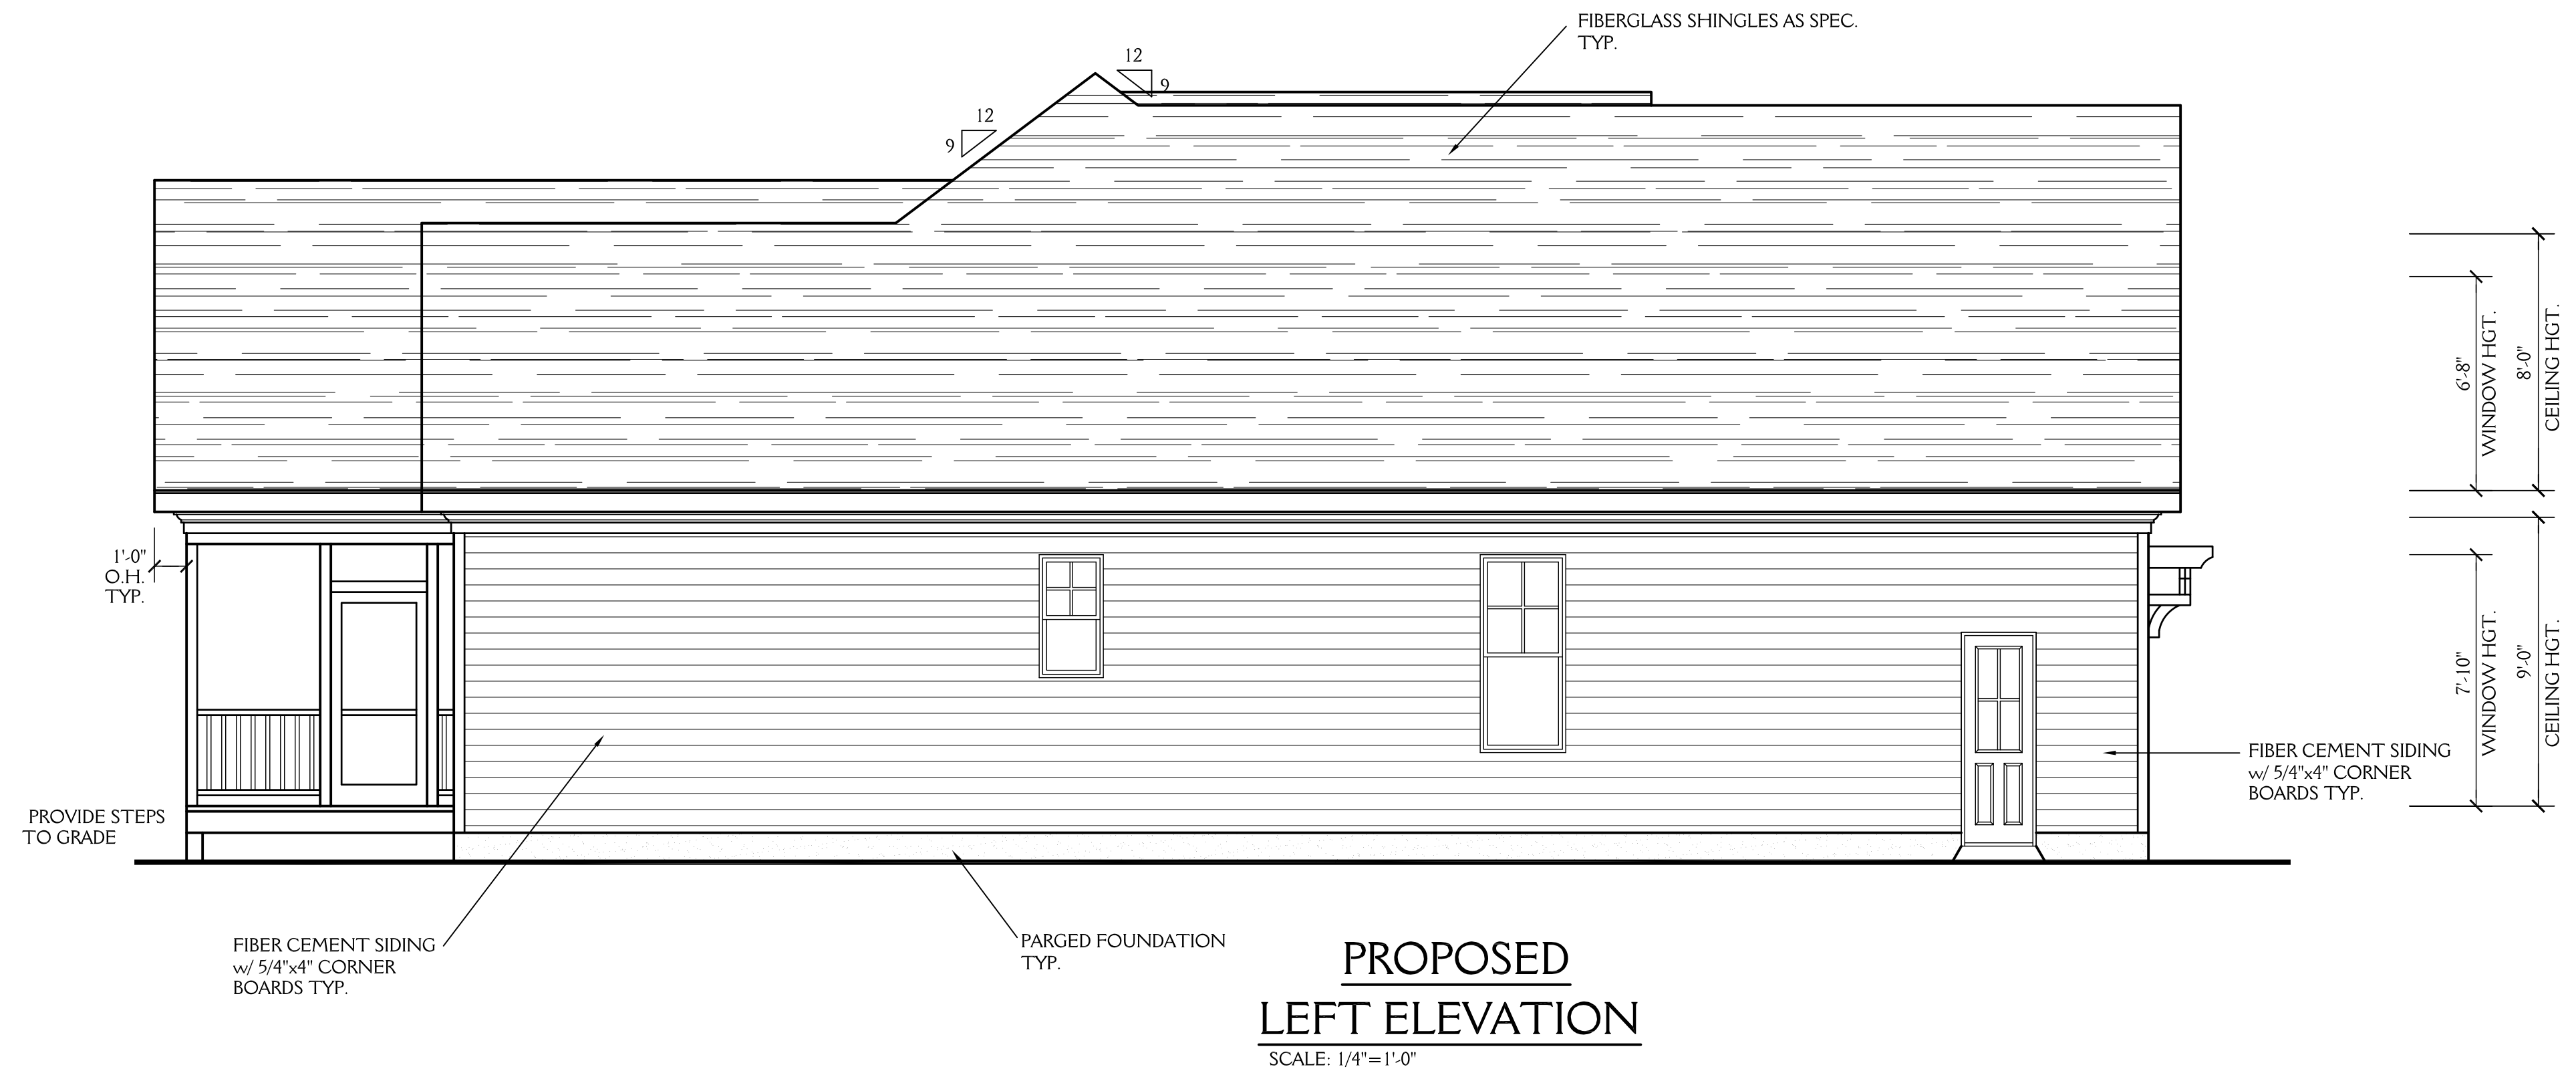 FIBERGLASS SHINGLES AS SPEC.
TYP.
12
9
12
9
1'-0"
O.H.
TYP.
6'-8"
WINDOW HGT.
8'-0"
CEILING HGT.
7'-10"
WINDOW HGT.
9'-0"
CEILING HGT.
FIBER CEMENT SIDING
w/ 5/4"x4" CORNER
BOARDS TYP.
PROVIDE STEPS
TO GRADE
FIBER CEMENT SIDING
w/ 5/4"x4" CORNER
BOARDS TYP.
PARGED FOUNDATION
TYP.
PROPOSED
LEFT ELEVATION
SCALE: 1/4"=1'-0"